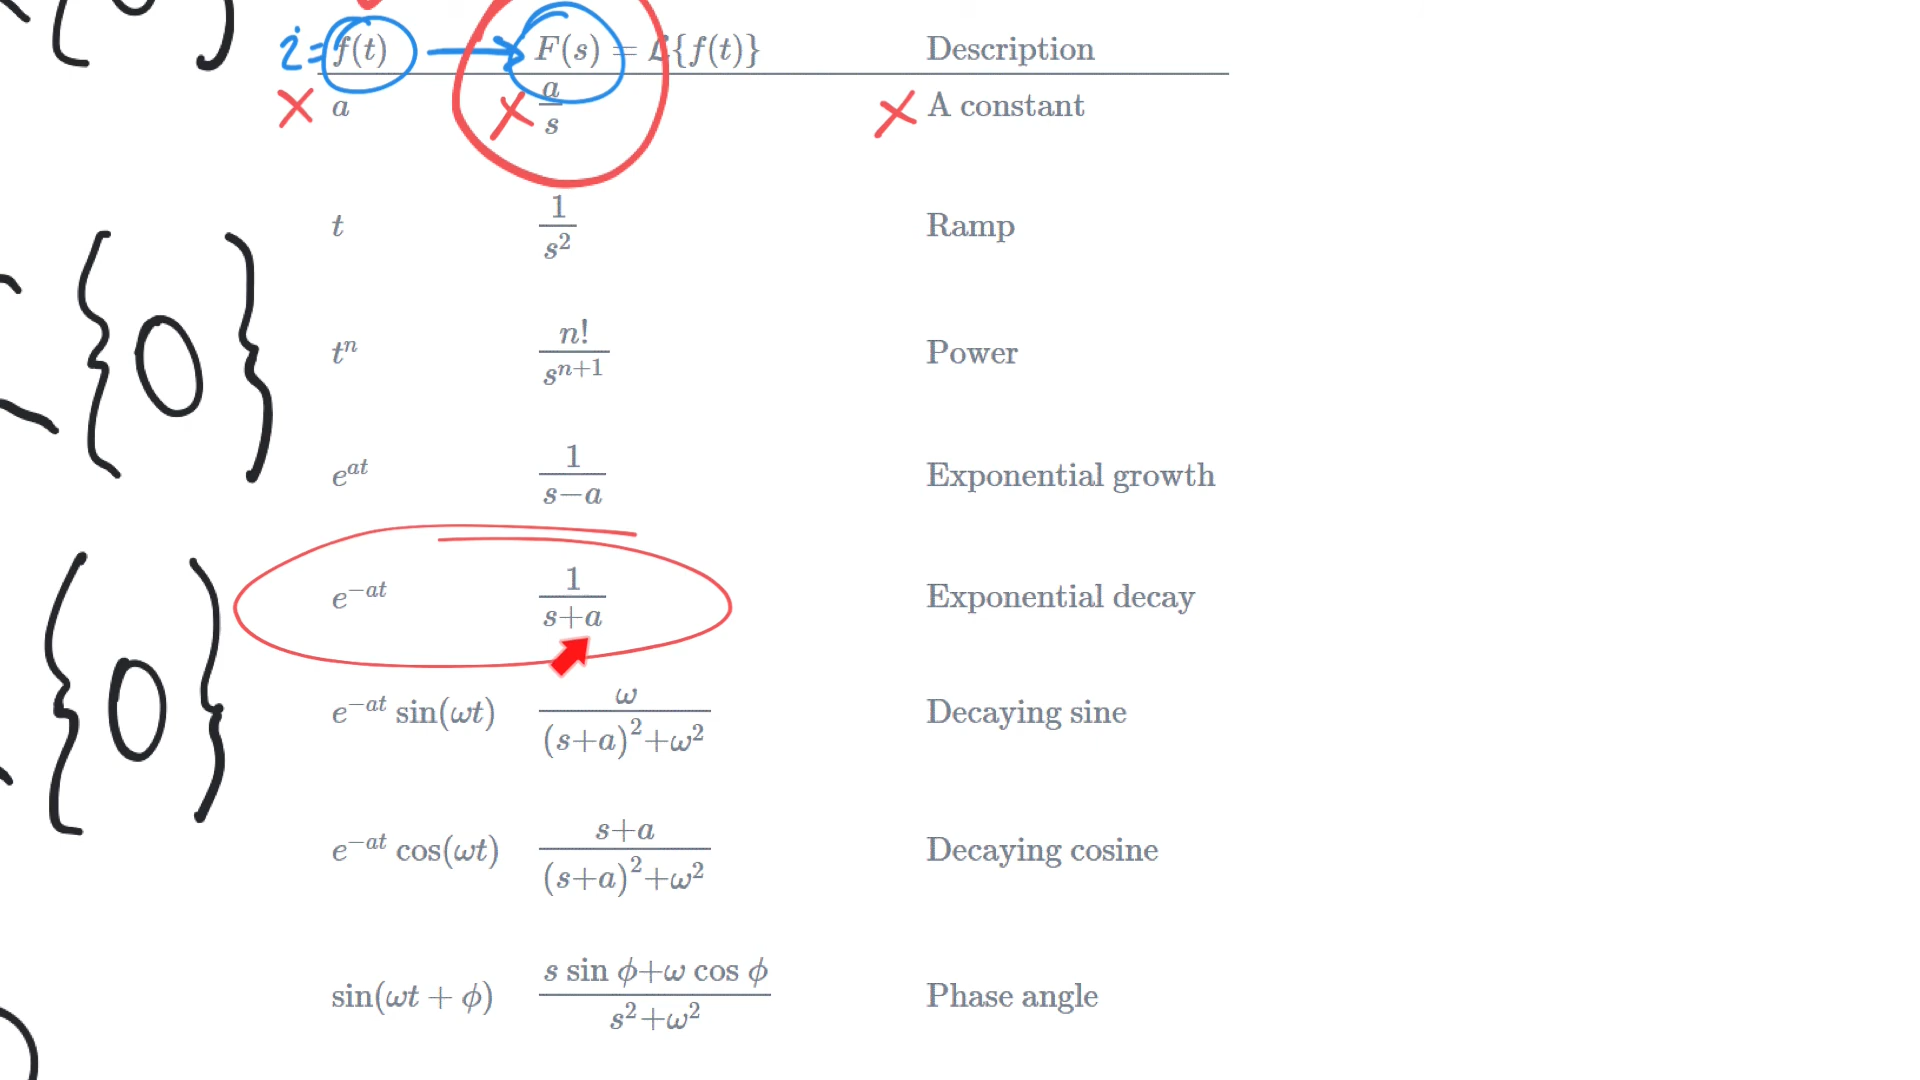 i = f(t) → F(s) = ℒ{f(t)} Description
✗ a ✗ a/s ✗ A constant
t 1/s² Ramp
{0}
tⁿ n!/sⁿ⁺¹ Power
e^{at} 1/(s−a) Exponential growth
e^{−at} 1/(s+a) Exponential decay
{0}
e^{−at} sin(ωt) ω/((s+a)²+ω²) Decaying sine
e^{−at} cos(ωt) (s+a)/((s+a)²+ω²) Decaying cosine
sin(ωt + ϕ) (s sin ϕ+ω cos ϕ)/(s²+ω²) Phase angle